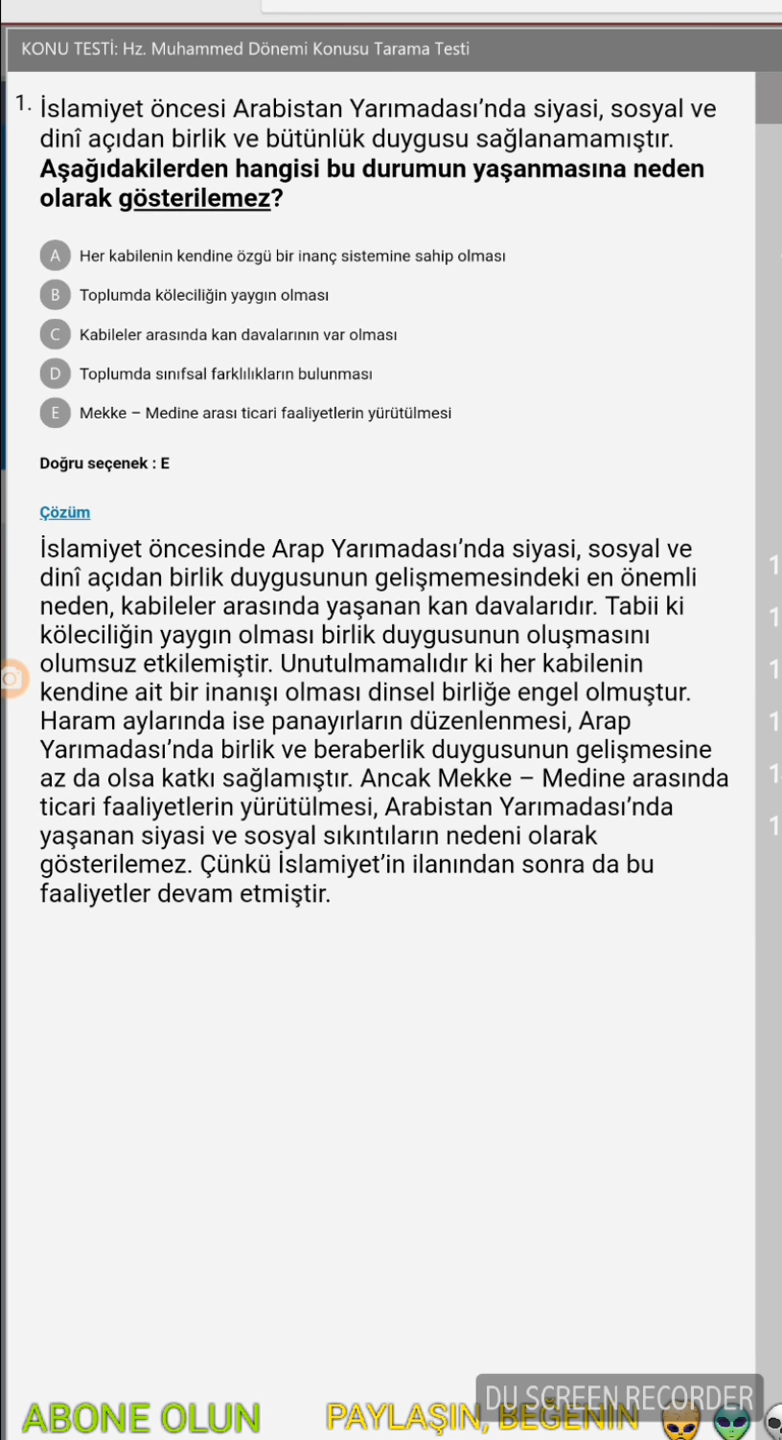 KONU TESTİ: Hz. Muhammed Dönemi Konusu Tarama Testi
1. İslamiyet öncesi Arabistan Yarımadası’nda siyasi, sosyal ve
dinî açıdan birlik ve bütünlük duygusu sağlanamamıştır.
Aşağıdakilerden hangisi bu durumun yaşanmasına neden
olarak gösterilemez?
A Her kabilenin kendine özgü bir inanç sistemine sahip olması
B Toplumda köleciliğin yaygın olması
C Kabileler arasında kan davalarının var olması
D Toplumda sınıfsal farklılıkların bulunması
E Mekke – Medine arası ticari faaliyetlerin yürütülmesi
Doğru seçenek : E
Çözüm
İslamiyet öncesinde Arap Yarımadası’nda siyasi, sosyal ve
dinî açıdan birlik duygusunun gelişmemesindeki en önemli
neden, kabileler arasında yaşanan kan davalarıdır. Tabii ki
köleciliğin yaygın olması birlik duygusunun oluşmasını
olumsuz etkilemiştir. Unutulmamalıdır ki her kabilenin
kendine ait bir inanışı olması dinsel birliğe engel olmuştur.
Haram aylarında ise panayırların düzenlenmesi, Arap
Yarımadası’nda birlik ve beraberlik duygusunun gelişmesine
az da olsa katkı sağlamıştır. Ancak Mekke – Medine arasında
ticari faaliyetlerin yürütülmesi, Arabistan Yarımadası’nda
yaşanan siyasi ve sosyal sıkıntıların nedeni olarak
gösterilemez. Çünkü İslamiyet’in ilanından sonra da bu
faaliyetler devam etmiştir.
DU SCREEN RECORDER
ABONE OLUN PAYLAŞIN, BEĞENİN